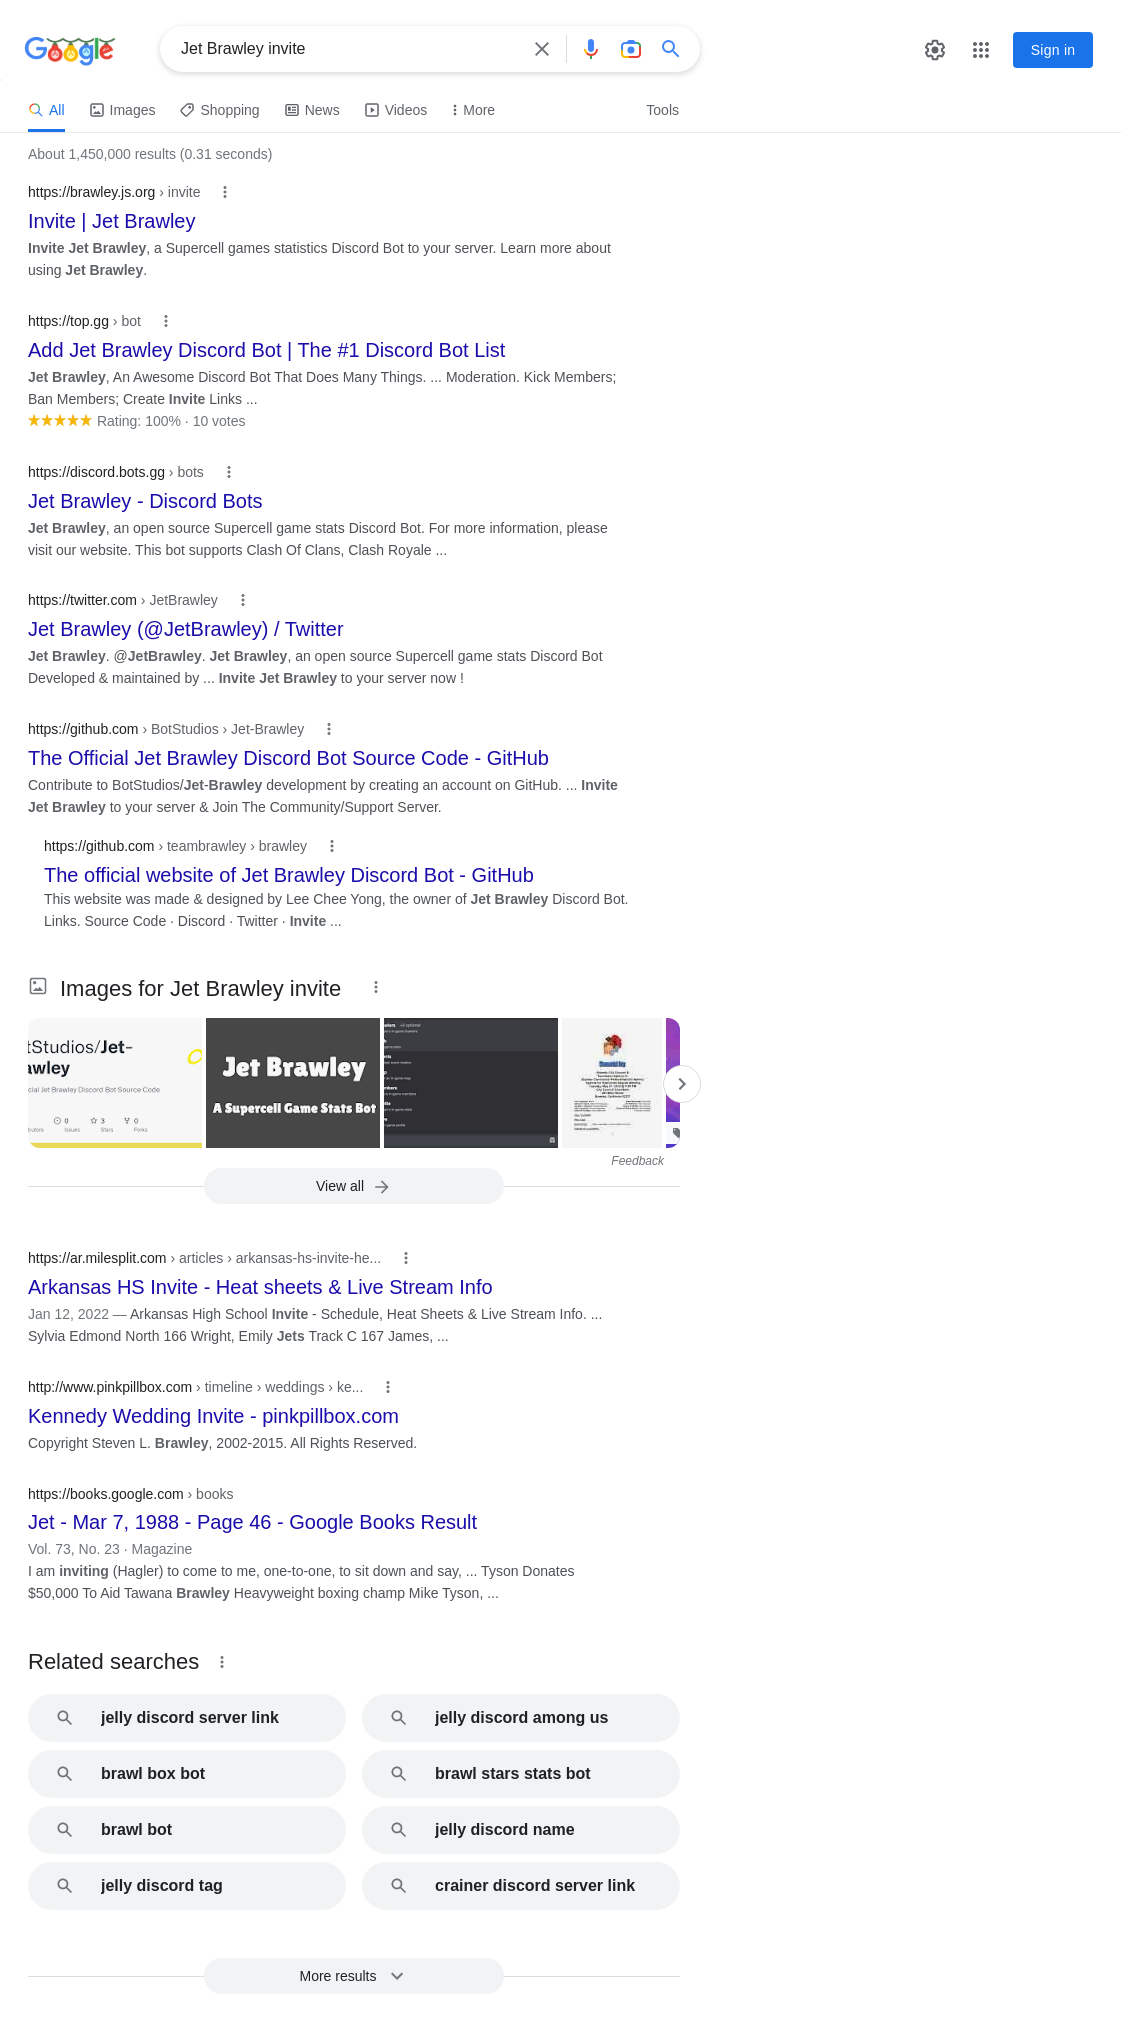 Google
Jet Brawley invite
Sign in
All Images Shopping News Videos More Tools
About 1,450,000 results (0.31 seconds)
https://brawley.js.org › invite
Invite | Jet Brawley
Invite Jet Brawley, a Supercell games statistics Discord Bot to your server. Learn more about
using Jet Brawley.
https://top.gg › bot
Add Jet Brawley Discord Bot | The #1 Discord Bot List
Jet Brawley, An Awesome Discord Bot That Does Many Things. ... Moderation. Kick Members;
Ban Members; Create Invite Links ...
Rating: 100% · 10 votes
https://discord.bots.gg › bots
Jet Brawley - Discord Bots
Jet Brawley, an open source Supercell game stats Discord Bot. For more information, please
visit our website. This bot supports Clash Of Clans, Clash Royale ...
https://twitter.com › JetBrawley
Jet Brawley (@JetBrawley) / Twitter
Jet Brawley. @JetBrawley. Jet Brawley, an open source Supercell game stats Discord Bot
Developed & maintained by ... Invite Jet Brawley to your server now !
https://github.com › BotStudios › Jet-Brawley
The Official Jet Brawley Discord Bot Source Code - GitHub
Contribute to BotStudios/Jet-Brawley development by creating an account on GitHub. ... Invite
Jet Brawley to your server & Join The Community/Support Server.
https://github.com › teambrawley › brawley
The official website of Jet Brawley Discord Bot - GitHub
This website was made & designed by Lee Chee Yong, the owner of Jet Brawley Discord Bot.
Links. Source Code · Discord · Twitter · Invite ...
Images for Jet Brawley invite
tStudios/Jet-
awley
cial Jet Brawley Discord Bot Source Code
0 3 0
Issues Stars Forks
Jet Brawley
A Supercell Game Stats Bot
Feedback
View all
https://ar.milesplit.com › articles › arkansas-hs-invite-he...
Arkansas HS Invite - Heat sheets & Live Stream Info
Jan 12, 2022 — Arkansas High School Invite - Schedule, Heat Sheets & Live Stream Info. ...
Sylvia Edmond North 166 Wright, Emily Jets Track C 167 James, ...
http://www.pinkpillbox.com › timeline › weddings › ke...
Kennedy Wedding Invite - pinkpillbox.com
Copyright Steven L. Brawley, 2002-2015. All Rights Reserved.
https://books.google.com › books
Jet - Mar 7, 1988 - Page 46 - Google Books Result
Vol. 73, No. 23 · Magazine
I am inviting (Hagler) to come to me, one-to-one, to sit down and say, ... Tyson Donates
$50,000 To Aid Tawana Brawley Heavyweight boxing champ Mike Tyson, ...
Related searches
jelly discord server link
jelly discord among us
brawl box bot
brawl stars stats bot
brawl bot
jelly discord name
jelly discord tag
crainer discord server link
More results